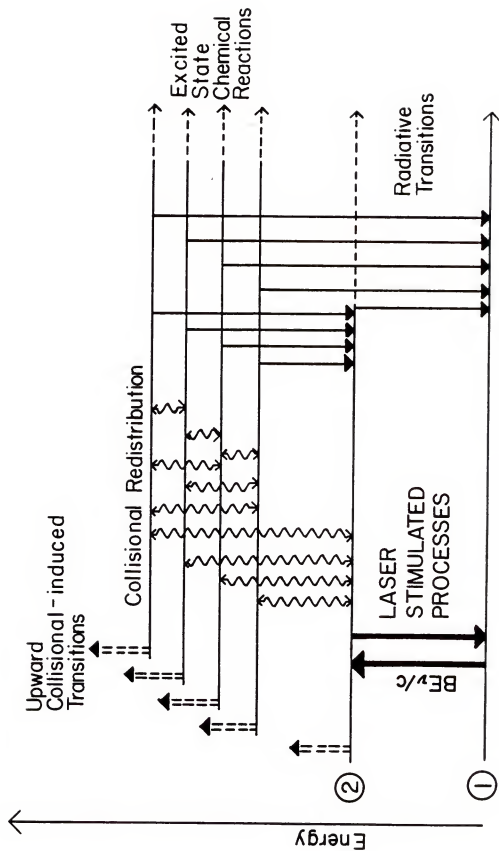 Energy
①
②
Upward
Collisional-induced
Transitions
Collisional Redistribution
Excited
State
Chemical
Reactions
LASER
STIMULATED
PROCESSES
BEν/c
Radiative
Transitions